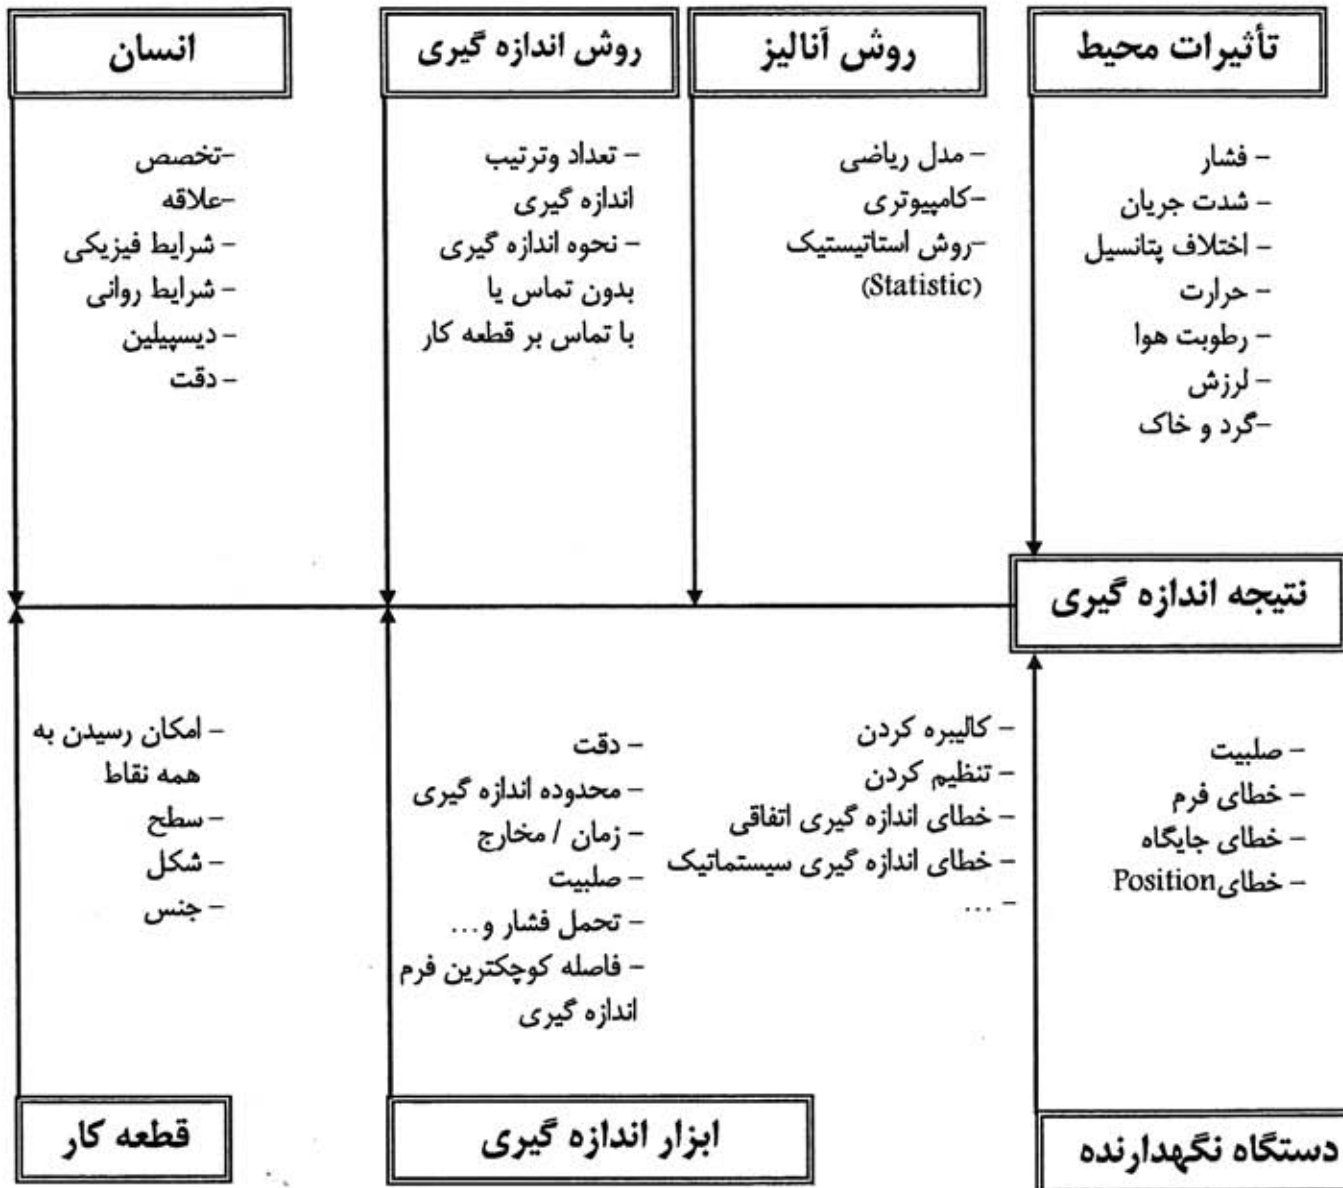 تأثیرات محیط
– فشار
– شدت جریان
– اختلاف پتانسیل
– حرارت
– رطوبت هوا
– لرزش
–گرد و خاک
روش آنالیز
– مدل ریاضی
–کامپیوتری
–روش استاتیستیک
(Statistic)
روش اندازه گیری
– تعداد وترتیب
اندازه گیری
– نحوه اندازه گیری
بدون تماس یا
با تماس بر قطعه کار
انسان
–تخصص
–علاقه
– شرایط فیزیکی
– شرایط روانی
– دیسپیلین
– دقت
نتیجه اندازه گیری
– صلبیت
– خطای فرم
– خطای جایگاه
– خطایPosition
دستگاه نگهدارنده
– کالیبره کردن
– تنظیم کردن
– خطای اندازه گیری اتفاقی
– خطای اندازه گیری سیستماتیک
– ...
– دقت
– محدوده اندازه گیری
– زمان / مخارج
– صلبیت
– تحمل فشار و...
– فاصله کوچکترین فرم
اندازه گیری
ابزار اندازه گیری
– امکان رسیدن به
همه نقاط
– سطح
– شکل
– جنس
قطعه کار